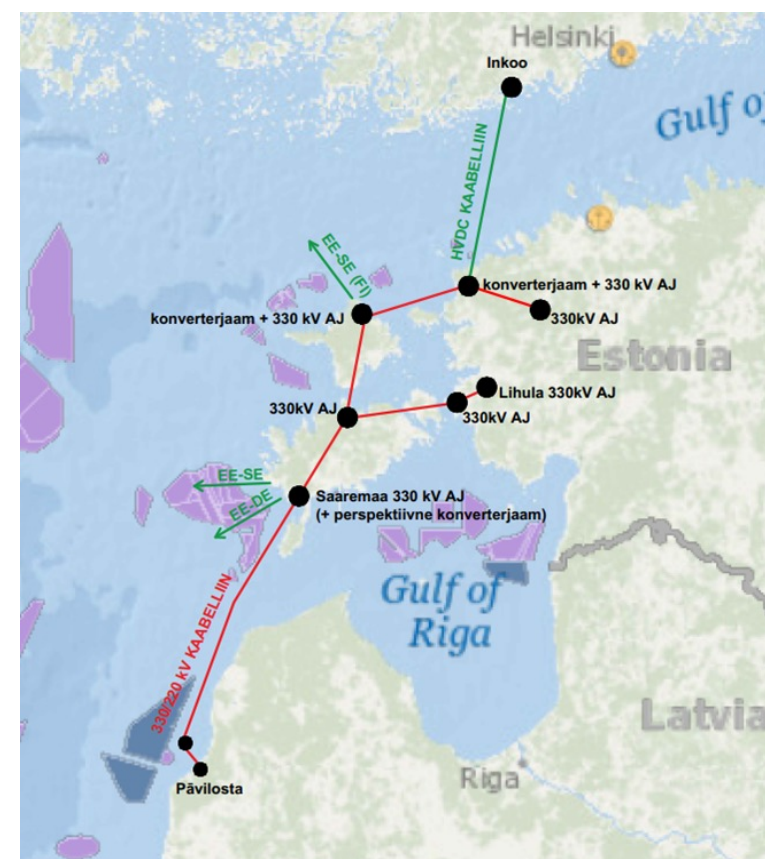 Helsinki
Inkoo
Gulf of
HVDC KAABELLIIN
EE-SE (FI)
konverterjaam + 330 kV AJ
konverterjaam + 330 kV AJ
330kV AJ
Estonia
Lihula 330kV AJ
330kV AJ
330kV AJ
EE-SE
EE-DE
Saaremaa 330 kV AJ
(+ perspektiivne konverterjaam)
Gulf of
Riga
330/220 kV KAABELLIIN
Latvia
Riga
Pāvilosta